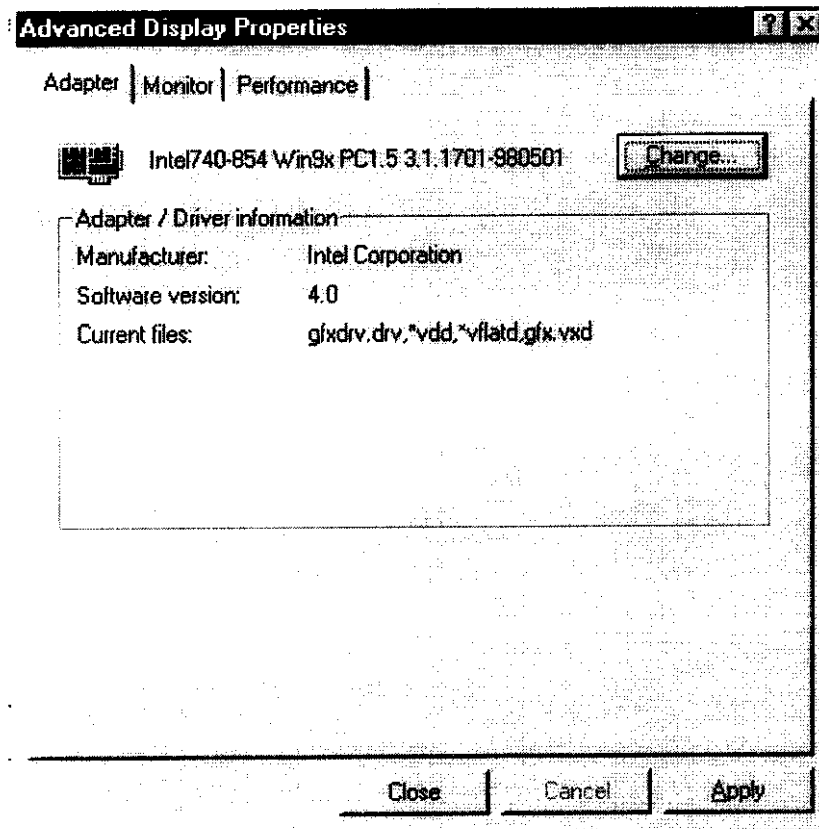 Advanced Display Properties
Adapter Monitor Performance
Intel740-854 Win9x PC1.5 3.1.1701-980501 Change...
Adapter / Driver information
Manufacturer: Intel Corporation
Software version: 4.0
Current files: gfxdrv.drv,*vdd,*vflatd,gfx.vxd
Close Cancel Apply